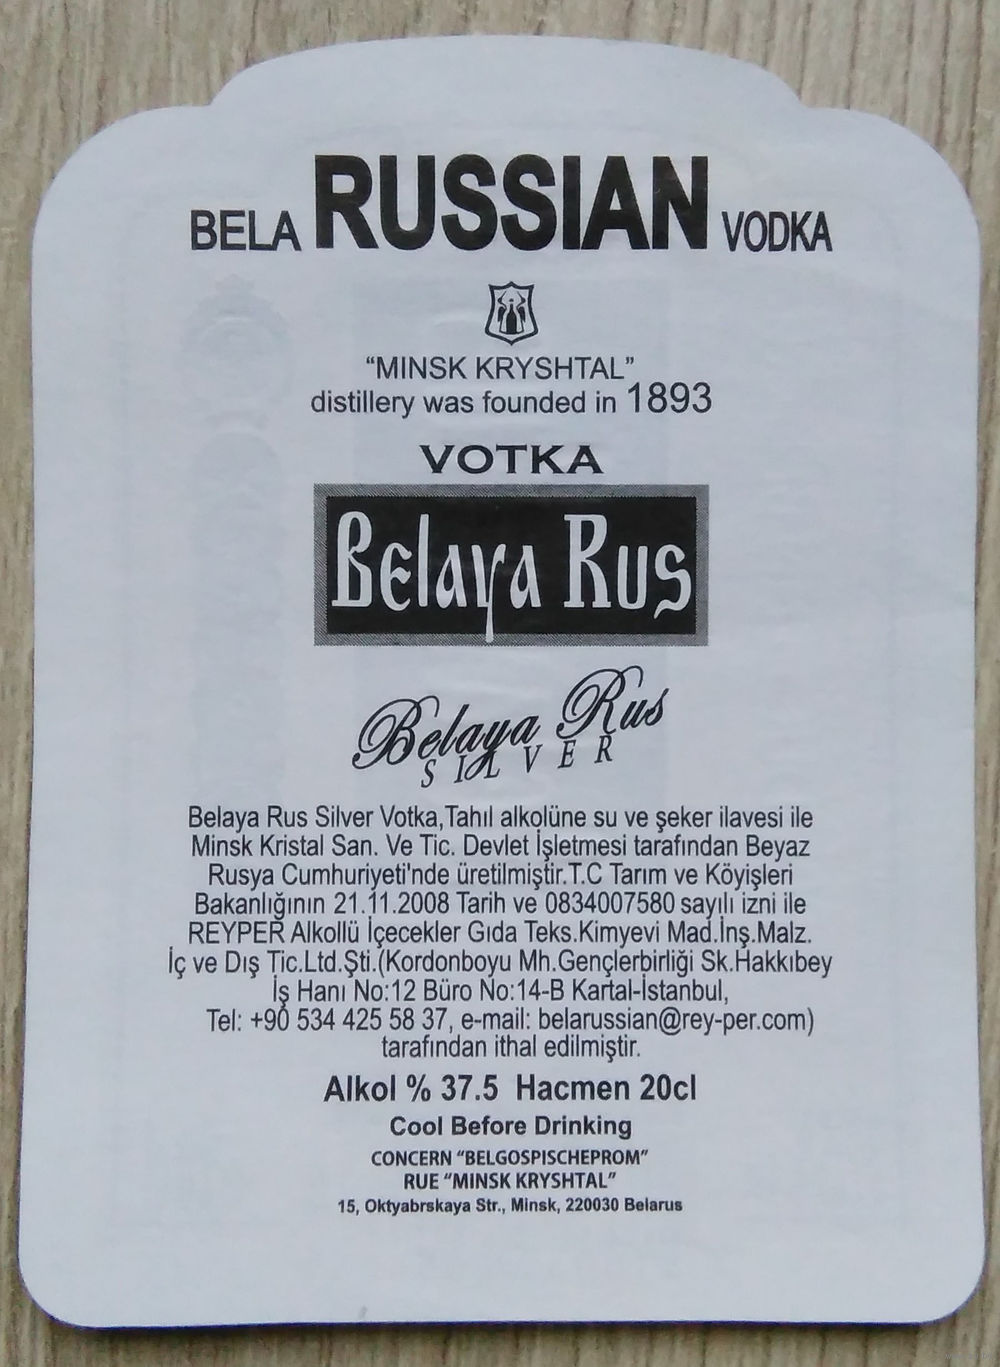 BELA RUSSIAN VODKA
“MINSK KRYSHTAL”
distillery was founded in 1893
VOTKA
Belaya Rus
Belaya Rus
SILVER
Belaya Rus Silver Votka,Tahıl alkolüne su ve şeker ilavesi ile
Minsk Kristal San. Ve Tic. Devlet İşletmesi tarafından Beyaz
Rusya Cumhuriyeti'nde üretilmiştir.T.C Tarım ve Köyişleri
Bakanlığının 21.11.2008 Tarih ve 0834007580 sayılı izni ile
REYPER Alkollü İçecekler Gıda Teks.Kimyevi Mad.İnş.Malz.
İç ve Dış Tic.Ltd.Şti.(Kordonboyu Mh.Gençlerbirliği Sk.Hakkıbey
İş Hanı No:12 Büro No:14-B Kartal-İstanbul,
Tel: +90 534 425 58 37, e-mail: belarussian@rey-per.com)
tarafından ithal edilmiştir.
Alkol % 37.5 Hacmen 20cl
Cool Before Drinking
CONCERN “BELGOSPISCHEPROM”
RUE “MINSK KRYSHTAL”
15, Oktyabrskaya Str., Minsk, 220030 Belarus